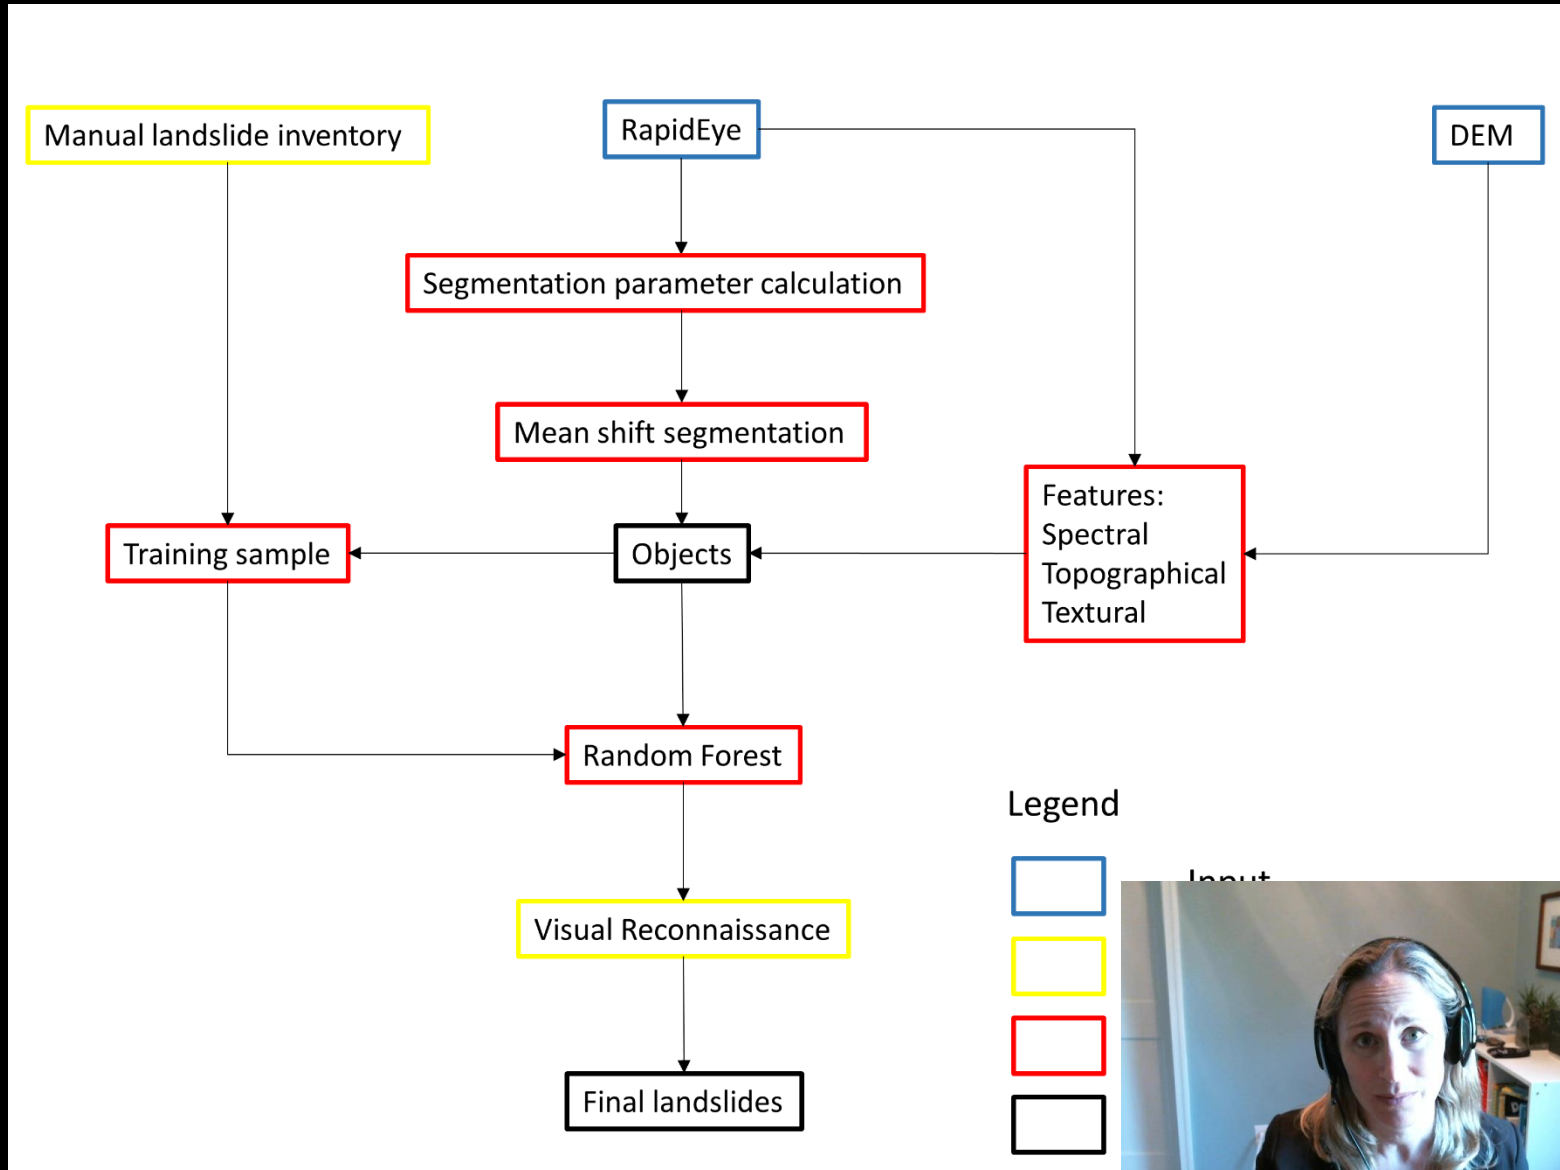 Manual landslide inventory
RapidEye
DEM
Segmentation parameter calculation
Mean shift segmentation
Features:
Spectral
Topographical
Textural
Training sample
Objects
Random Forest
Legend
Input
Visual Reconnaissance
Final landslides